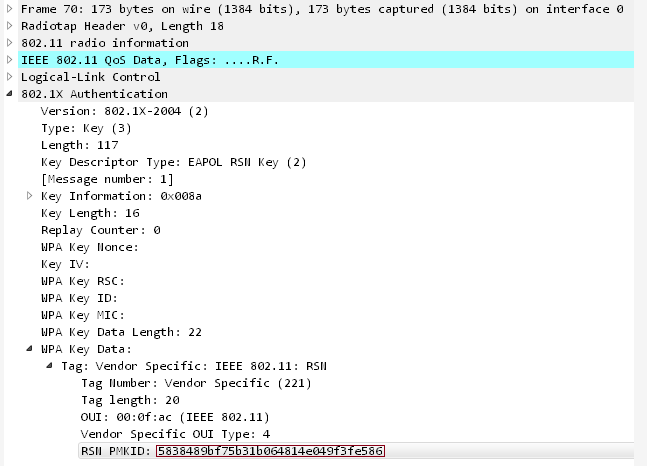 Frame 70: 173 bytes on wire (1384 bits), 173 bytes captured (1384 bits) on interface 0
Radiotap Header v0, Length 18
802.11 radio information
IEEE 802.11 QoS Data, Flags: ....R.F.
Logical-Link Control
802.1X Authentication
Version: 802.1X-2004 (2)
Type: Key (3)
Length: 117
Key Descriptor Type: EAPOL RSN Key (2)
[Message number: 1]
Key Information: 0x008a
Key Length: 16
Replay Counter: 0
WPA Key Nonce:
Key IV:
WPA Key RSC:
WPA Key ID:
WPA Key MIC:
WPA Key Data Length: 22
WPA Key Data:
Tag: Vendor Specific: IEEE 802.11: RSN
Tag Number: Vendor Specific (221)
Tag length: 20
OUI: 00:0f:ac (IEEE 802.11)
Vendor Specific OUI Type: 4
RSN PMKID: 5838489bf75b31b064814e049f3fe586